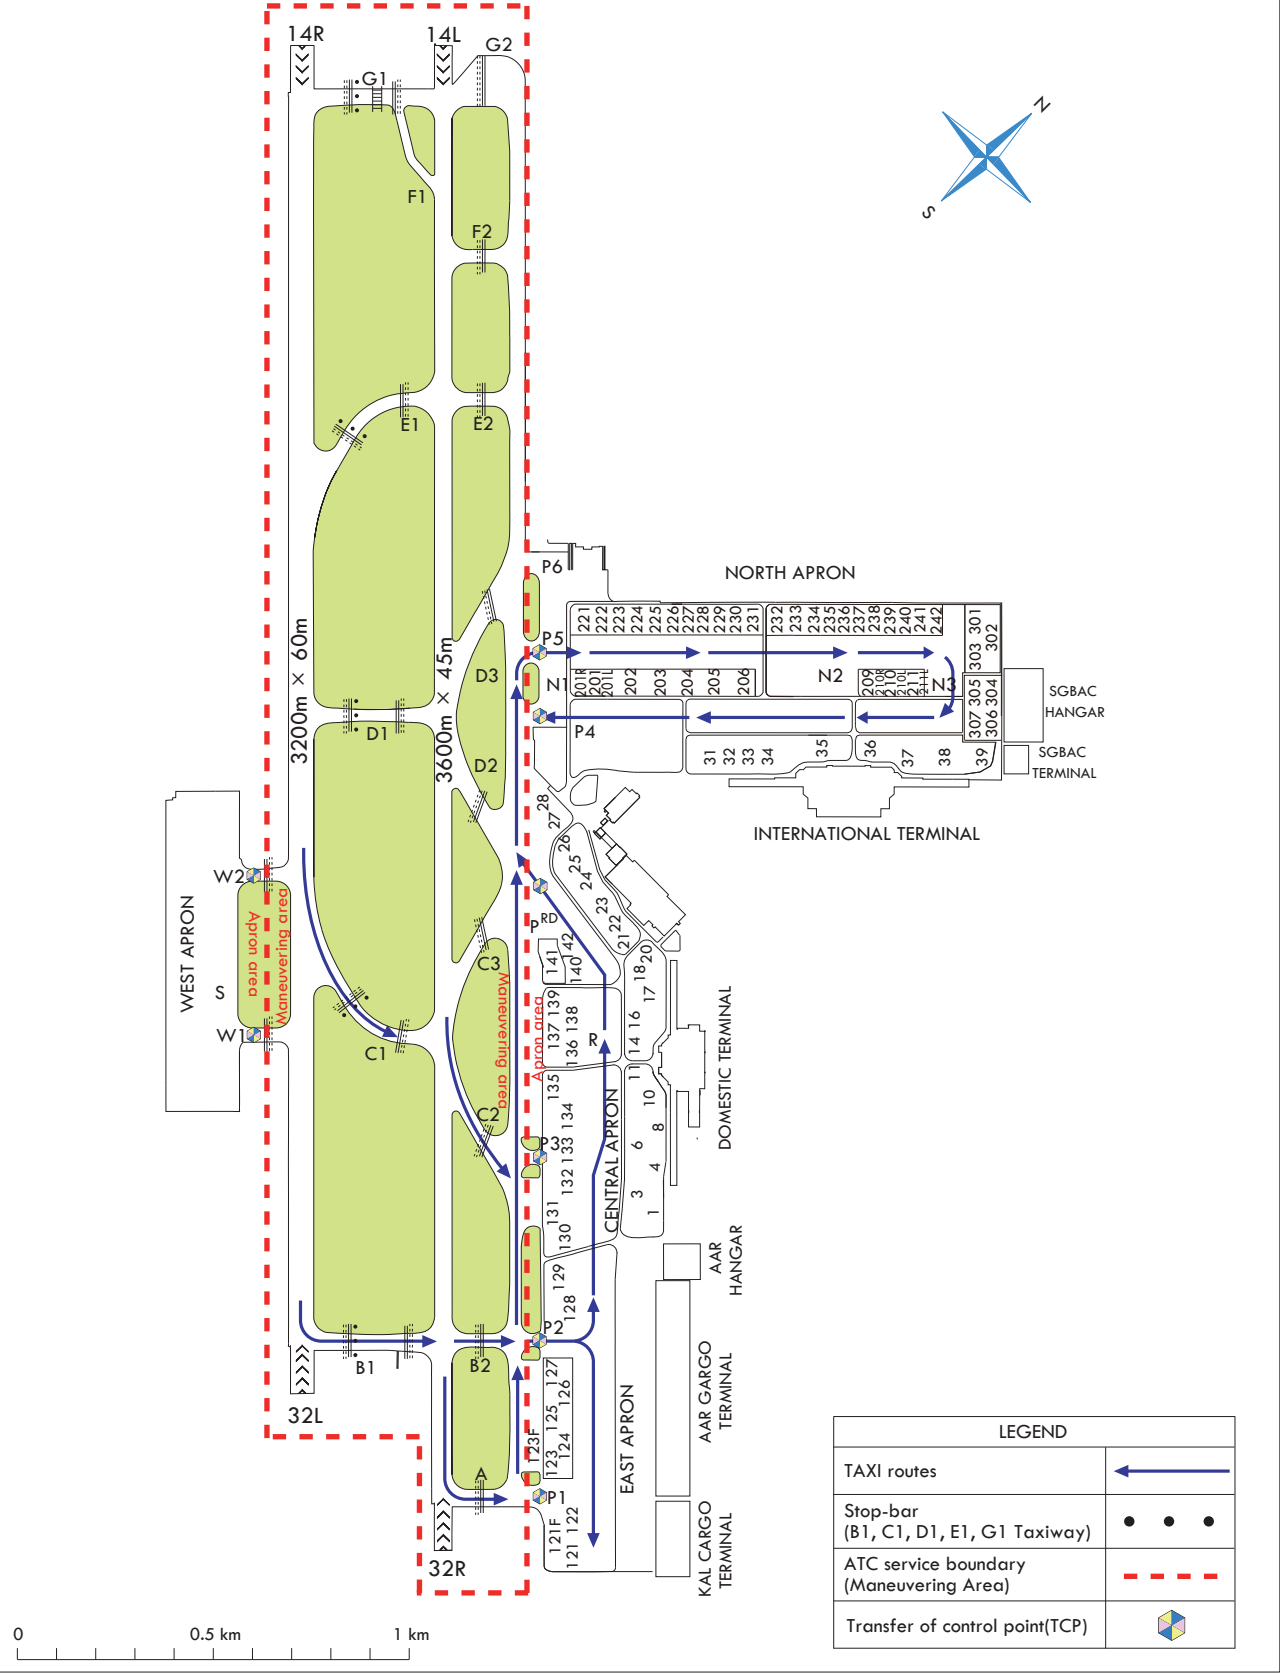 14R
14L
G2
G1
N
S
F1
F2
E1
E2
P6
NORTH APRON
221
222
223
224
225
226
227
228
229
230
231
232
233
234
235
236
237
238
239
240
241
242
301
302
303
P5
3200m × 60m
3600m × 45m
D3
N1
201R
201
201L
202
203
204
205
206
N2
209
210R
210
210L
211
211L
N3
305
304
307
306
SGBAC
HANGAR
D1
P4
D2
31
32
33
34
35
36
37
38
39
SGBAC
TERMINAL
INTERNATIONAL TERMINAL
28
27
26
25
24
23
22
21
W2
Apron area
Maneuvering area
WEST APRON
S
W1
PRD
142
141
140
C3
20
18
17
16
14
Maneuvering area
Apron area
139
138
137
136
R
C1
DOMESTIC TERMINAL
135
134
133
132
131
130
11
10
8
6
4
3
1
C2
P3
CENTRAL APRON
AAR
HANGAR
129
128
P2
B1
B2
127
126
125
124
123F
123
EAST APRON
AAR GARGO
TERMINAL
32L
A
P1
122
121F
121
KAL CARGO
TERMINAL
32R
LEGEND
TAXI routes
Stop-bar
(B1, C1, D1, E1, G1 Taxiway)
ATC service boundary
(Maneuvering Area)
Transfer of control point(TCP)
0
0.5 km
1 km